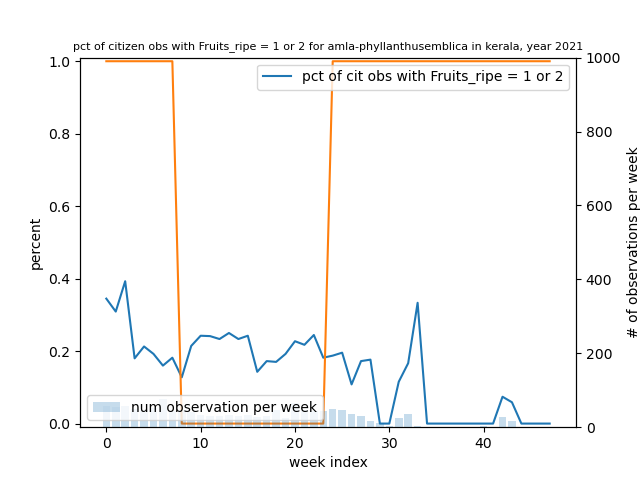 pct of citizen obs with Fruits_ripe = 1 or 2 for amla-phyllanthusemblica in kerala, year 2021
pct of cit obs with Fruits_ripe = 1 or 2
num observation per week
percent
1.0
0.8
0.6
0.4
0.2
0.0
0
10
20
30
40
week index
1000
800
600
400
200
0
# of observations per week